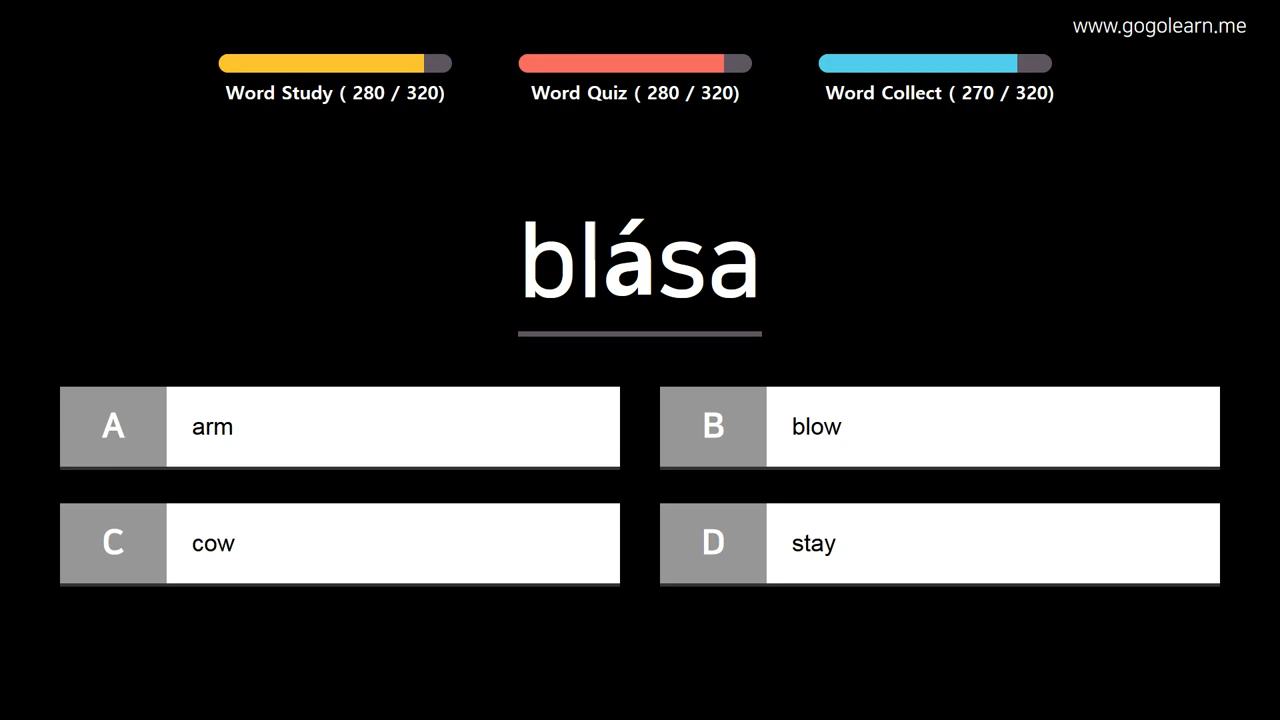 www.gogolearn.me
Word Study ( 280 / 320)
Word Quiz ( 280 / 320)
Word Collect ( 270 / 320)
blása
A arm
B blow
C cow
D stay